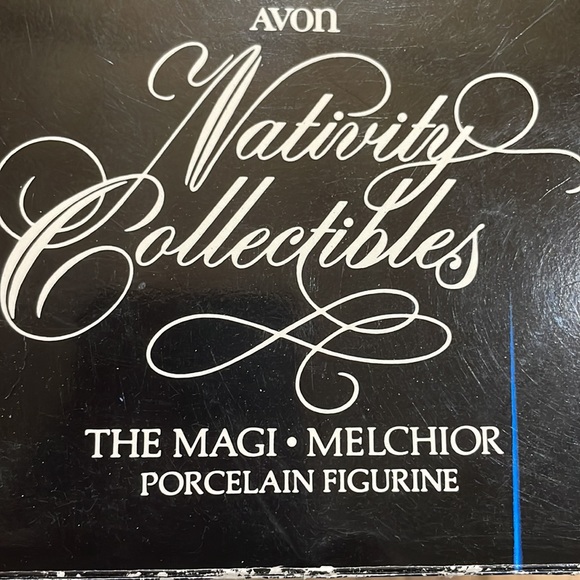 AVON
Nativity
Collectibles
THE MAGI • MELCHIOR
PORCELAIN FIGURINE